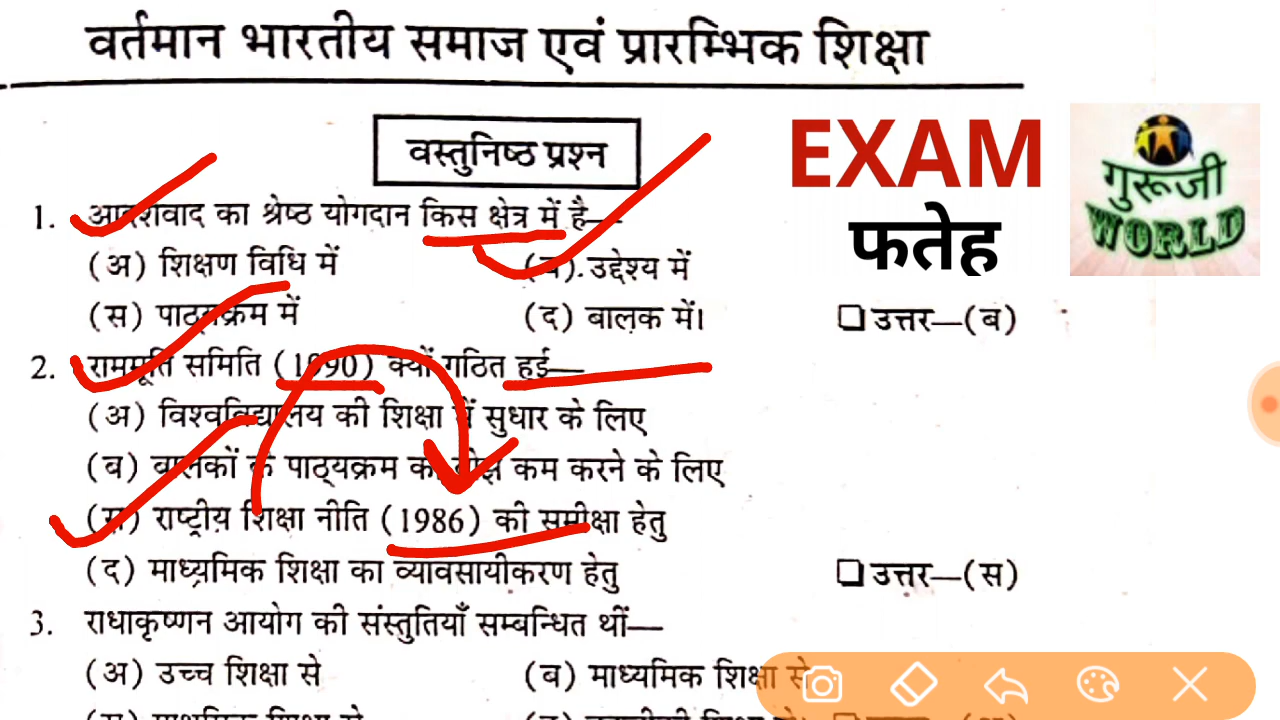 वर्तमान भारतीय समाज एवं प्रारम्भिक शिक्षा
वस्तुनिष्ठ प्रश्न
EXAM
फतेह
गुरूजी
WORLD
1. आदर्शवाद का श्रेष्ठ योगदान किस क्षेत्र में है—
(अ) शिक्षण विधि में (ब) उद्देश्य में
(स) पाठ्यक्रम में (द) बालक में। ❑ उत्तर—(ब)
2. राममूर्ति समिति (1990) क्यों गठित हुई—
(अ) विश्वविद्यालय की शिक्षा में सुधार के लिए
(ब) बालकों के पाठ्यक्रम का बोझ कम करने के लिए
(स) राष्ट्रीय शिक्षा नीति (1986) की समीक्षा हेतु
(द) माध्यमिक शिक्षा का व्यावसायीकरण हेतु ❑ उत्तर—(स)
3. राधाकृष्णन आयोग की संस्तुतियाँ सम्बन्धित थीं—
(अ) उच्च शिक्षा से (ब) माध्यमिक शिक्षा से